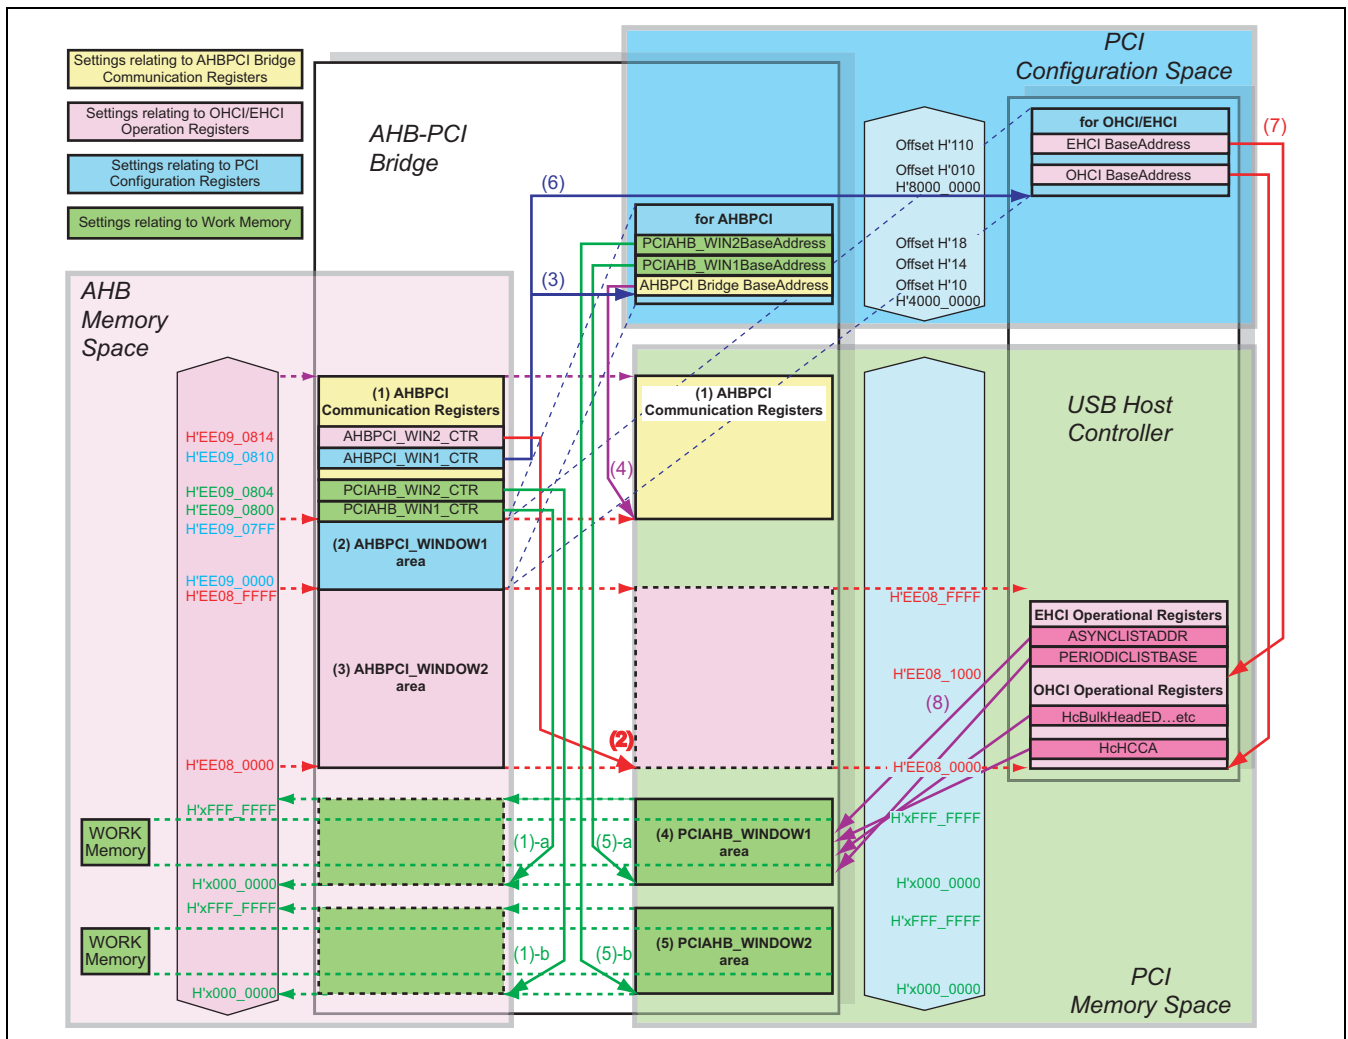 Settings relating to AHBPCI Bridge
Communication Registers
Settings relating to OHCI/EHCI
Operation Registers
Settings relating to PCI
Configuration Registers
Settings relating to Work Memory
AHB-PCI
Bridge
PCI
Configuration Space
for OHCI/EHCI
EHCI BaseAddress
OHCI BaseAddress
(7)
Offset H'110
Offset H'010
H'8000_0000
Offset H'18
Offset H'14
Offset H'10
H'4000_0000
(6)
(3)
for AHBPCI
PCIAHB_WIN2BaseAddress
PCIAHB_WIN1BaseAddress
AHBPCI Bridge BaseAddress
AHB
Memory
Space
H'EE09_0814
H'EE09_0810
H'EE09_0804
H'EE09_0800
H'EE09_07FF
H'EE09_0000
H'EE08_FFFF
H'EE08_0000
H'xFFF_FFFF
H'x000_0000
H'xFFF_FFFF
H'x000_0000
WORK
Memory
WORK
Memory
(1) AHBPCI
Communication Registers
AHBPCI_WIN2_CTR
AHBPCI_WIN1_CTR
PCIAHB_WIN2_CTR
PCIAHB_WIN1_CTR
(2) AHBPCI_WINDOW1
area
(3) AHBPCI_WINDOW2
area
(4)
(2)
(1)-a
(5)-a
(1)-b
(5)-b
(1) AHBPCI
Communication Registers
(4) PCIAHB_WINDOW1
area
(5) PCIAHB_WINDOW2
area
H'EE08_FFFF
H'EE08_1000
(8)
H'EE08_0000
H'xFFF_FFFF
H'x000_0000
H'xFFF_FFFF
H'x000_0000
USB Host
Controller
EHCI Operational Registers
ASYNCLISTADDR
PERIODICLISTBASE
OHCI Operational Registers
HcBulkHeadED...etc
HcHCCA
PCI
Memory Space